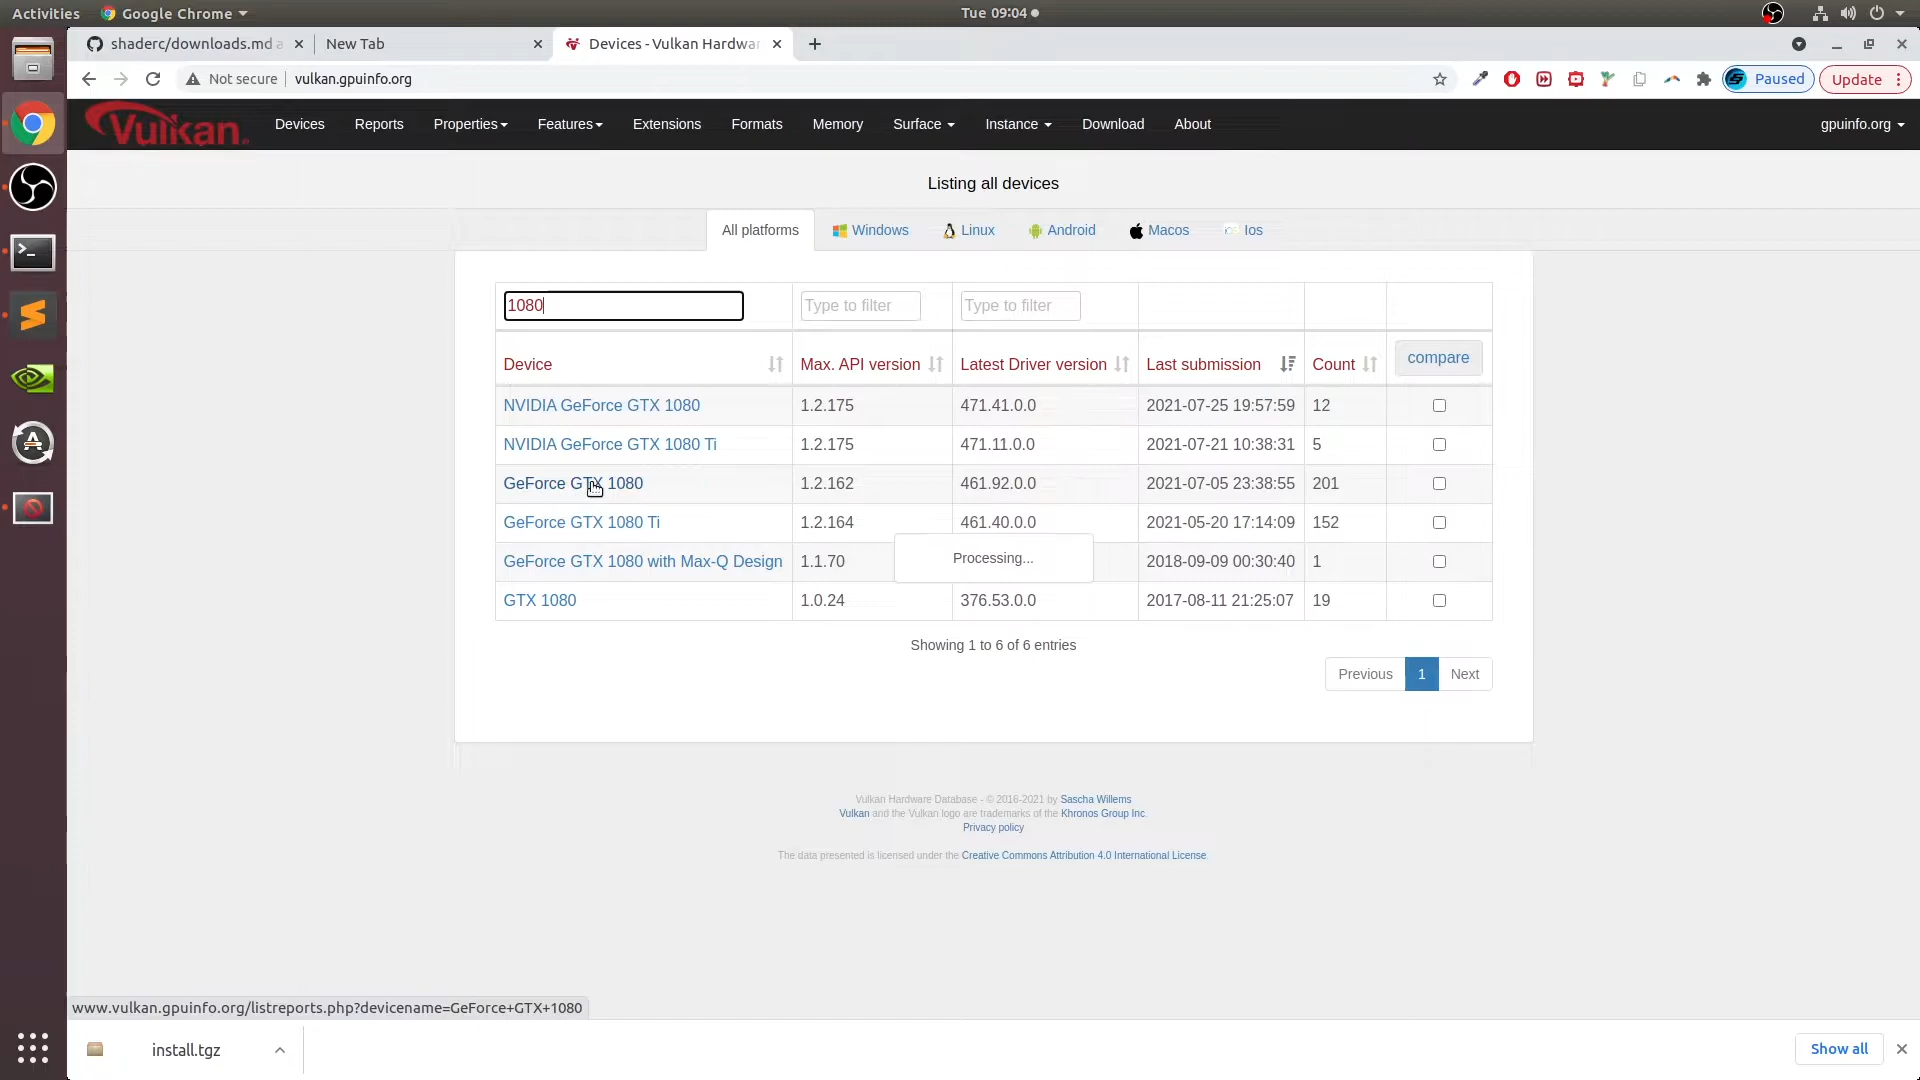 Activities Google Chrome Tue 09:04
shaderc/downloads.md a New Tab Devices - Vulkan Hardwar
Not secure vulkan.gpuinfo.org Paused Update
Vulkan. Devices Reports Properties Features Extensions Formats Memory Surface Instance Download About gpuinfo.org
Listing all devices
All platforms Windows Linux Android Macos Ios
1080 Type to filter Type to filter
Device Max. API version Latest Driver version Last submission Count compare
NVIDIA GeForce GTX 1080 1.2.175 471.41.0.0 2021-07-25 19:57:59 12
NVIDIA GeForce GTX 1080 Ti 1.2.175 471.11.0.0 2021-07-21 10:38:31 5
GeForce GTX 1080 1.2.162 461.92.0.0 2021-07-05 23:38:55 201
GeForce GTX 1080 Ti 1.2.164 461.40.0.0 2021-05-20 17:14:09 152
GeForce GTX 1080 with Max-Q Design 1.1.70 Processing... 2018-09-09 00:30:40 1
GTX 1080 1.0.24 376.53.0.0 2017-08-11 21:25:07 19
Showing 1 to 6 of 6 entries
Previous 1 Next
Vulkan Hardware Database - © 2016-2021 by Sascha Willems
Vulkan and the Vulkan logo are trademarks of the Khronos Group Inc.
Privacy policy
The data presented is licensed under the Creative Commons Attribution 4.0 International License.
www.vulkan.gpuinfo.org/listreports.php?devicename=GeForce+GTX+1080
install.tgz Show all